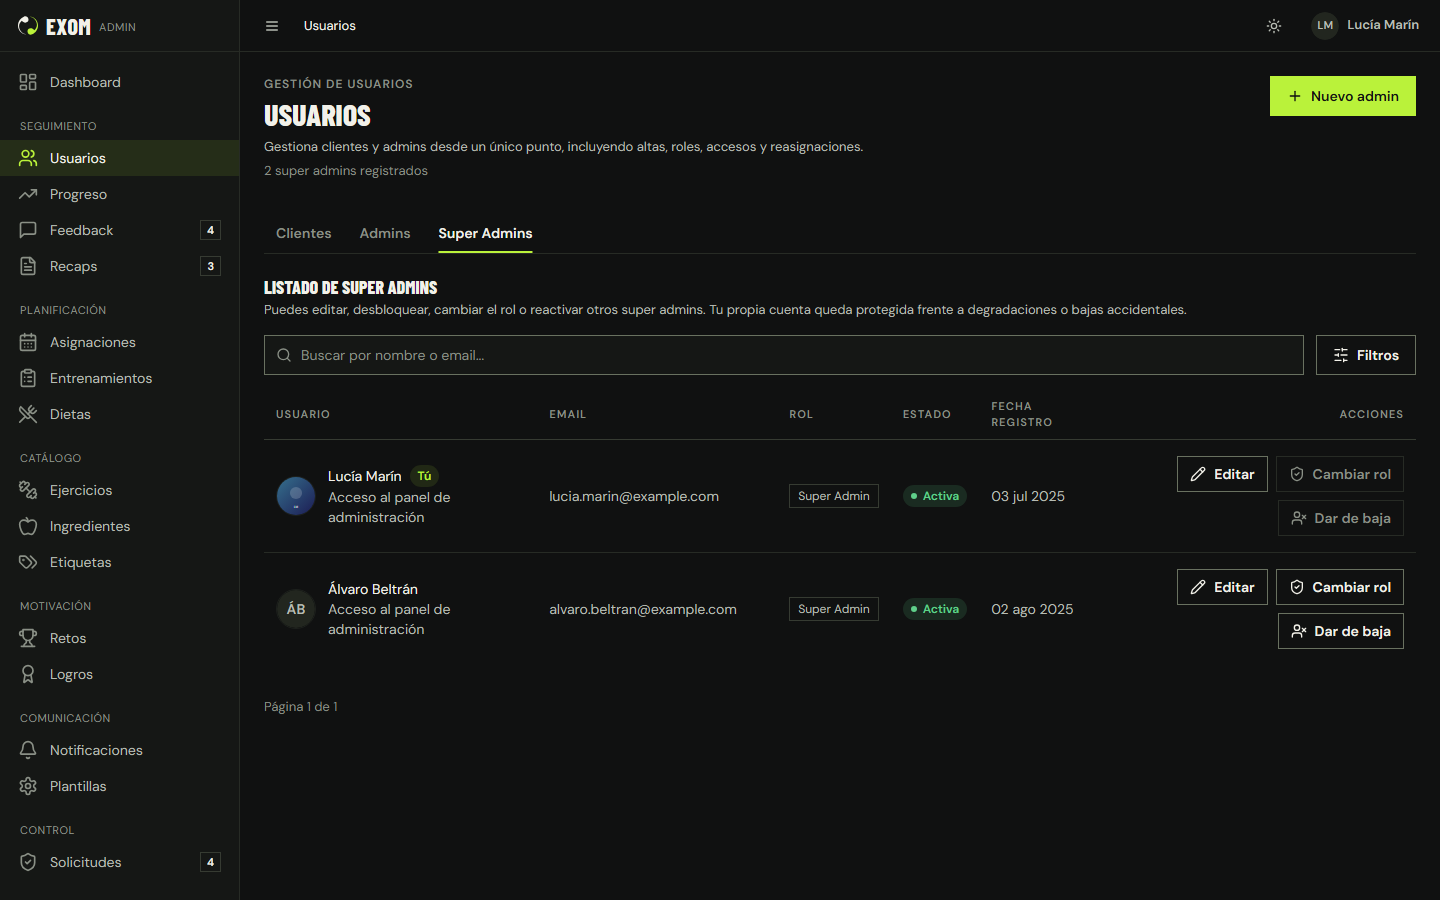 EXOM ADMIN
Usuarios
LM Lucía Marín
Dashboard
SEGUIMIENTO
Usuarios
Progreso
Feedback 4
Recaps 3
PLANIFICACIÓN
Asignaciones
Entrenamientos
Dietas
CATÁLOGO
Ejercicios
Ingredientes
Etiquetas
MOTIVACIÓN
Retos
Logros
COMUNICACIÓN
Notificaciones
Plantillas
CONTROL
Solicitudes 4
GESTIÓN DE USUARIOS
USUARIOS
Gestiona clientes y admins desde un único punto, incluyendo altas, roles, accesos y reasignaciones.
2 super admins registrados
Nuevo admin
Clientes Admins Super Admins
LISTADO DE SUPER ADMINS
Puedes editar, desbloquear, cambiar el rol o reactivar otros super admins. Tu propia cuenta queda protegida frente a degradaciones o bajas accidentales.
Buscar por nombre o email...
Filtros
USUARIO EMAIL ROL ESTADO FECHA REGISTRO ACCIONES
Lucía Marín Tú
Acceso al panel de
administración
lucia.marin@example.com
Super Admin
Activa
03 jul 2025
Editar
Cambiar rol
Dar de baja
ÁB
Álvaro Beltrán
Acceso al panel de
administración
alvaro.beltran@example.com
Super Admin
Activa
02 ago 2025
Editar
Cambiar rol
Dar de baja
Página 1 de 1